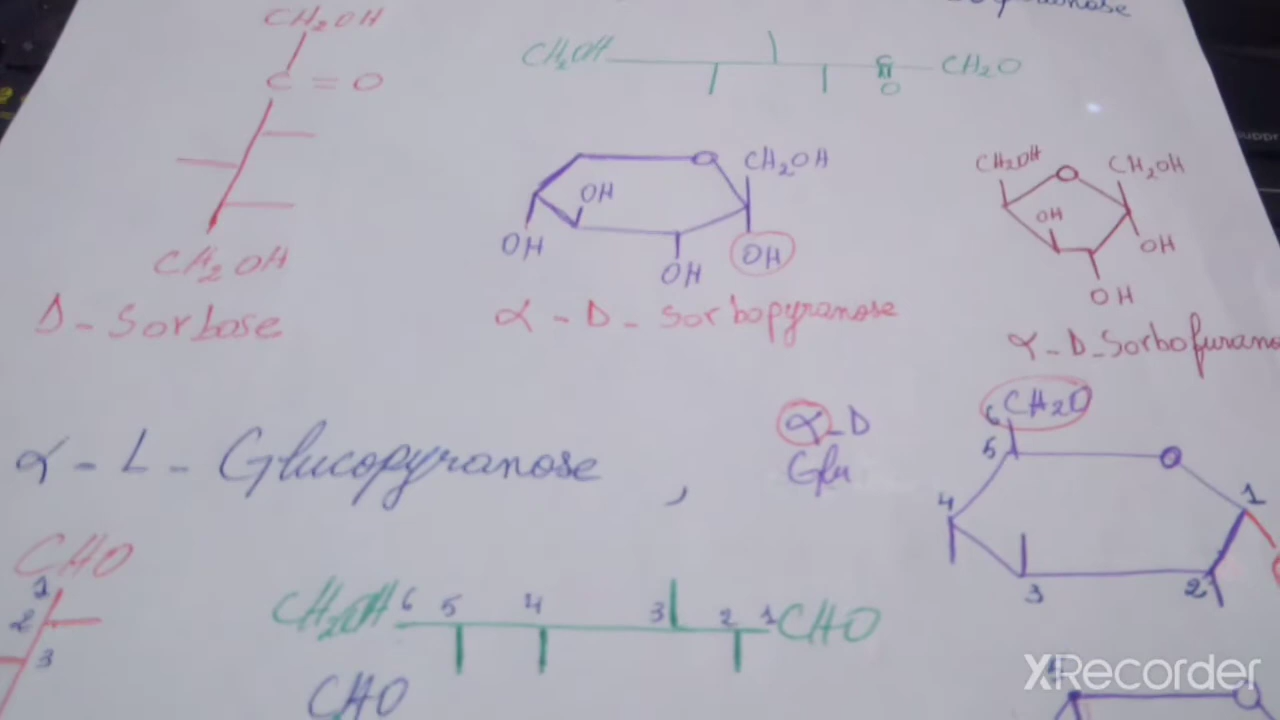 CH2OH
C = O
CH2OH
D - Sorbose
CH2OH
C
O
CH2O
O
CH2OH
OH
OH
OH
OH
α - D - Sorbopyranose
CH2OH
O
CH2OH
OH
OH
OH
α - D - Sorbofurano
α - L - Glucopyranose ,
α - D
Glu
6 CH2O
5
O
4
1
3
2
CHO
1
2
3
CH2OH 6 5 4 3 2 1 CHO
CHO
XRecorder